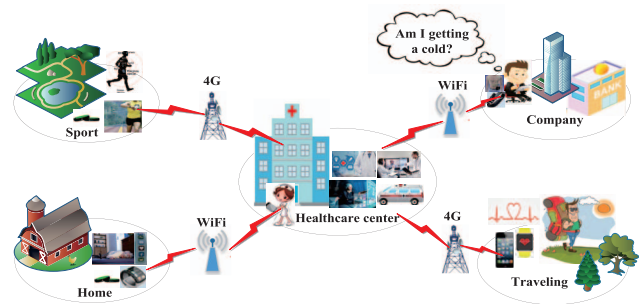 Am I getting
a cold?
4G
WiFi
BANK
Sport
Company
Healthcare center
WiFi
4G
Home
Traveling